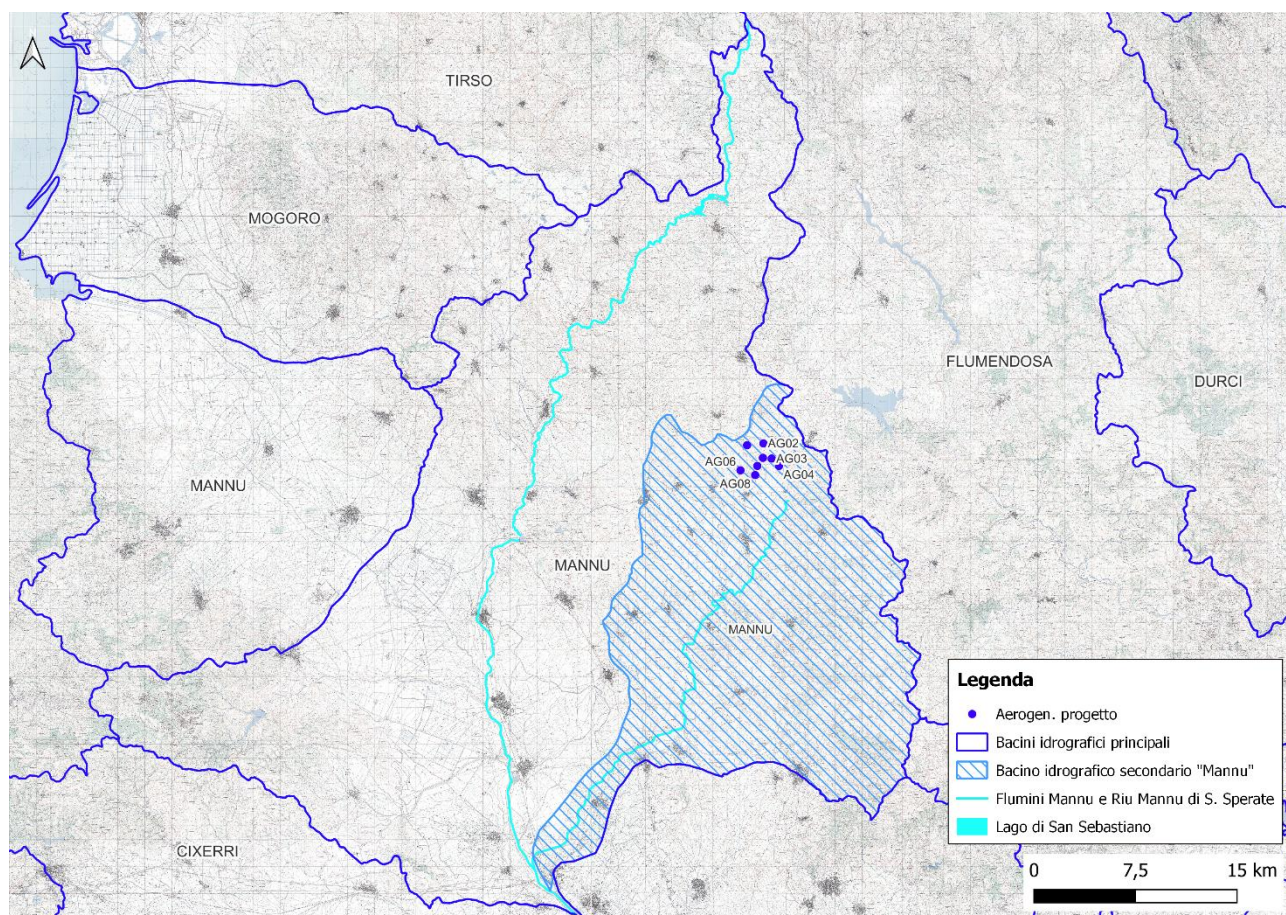 TIRSO
MOGORO
FLUMENDOSA
DURCI
AG02
AG03
AG06
AG04
AG08
MANNU
MANNU
MANNU
CIXERRI
Legenda
Aerogen. progetto
Bacini idrografici principali
Bacino idrografico secondario "Mannu"
Flumini Mannu e Riu Mannu di S. Sperate
Lago di San Sebastiano
0 7,5 15 km